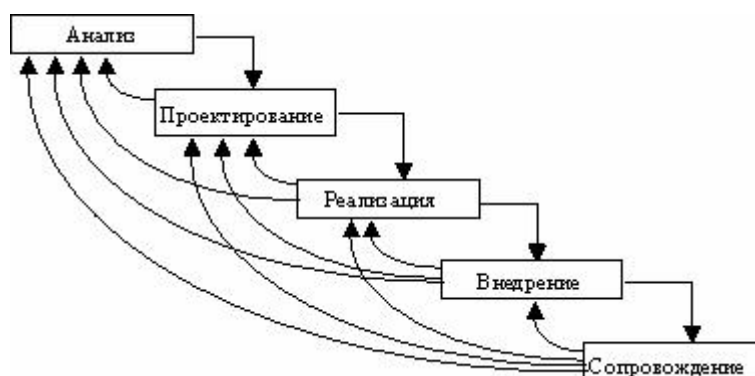 Анализ
Проектирование
Реализация
Внедрение
Сопровождение